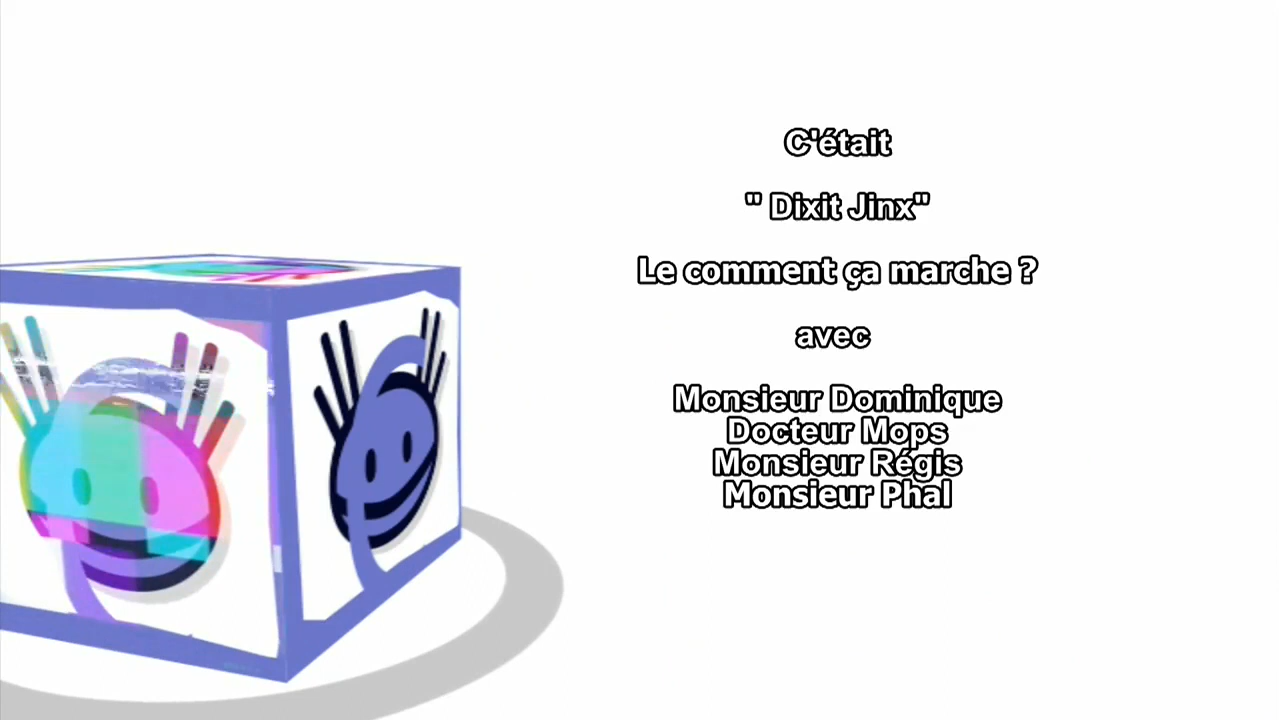 C'était
" Dixit Jinx"
Le comment ça marche ?
avec
Monsieur Dominique
Docteur Mops
Monsieur Régis
Monsieur Phal